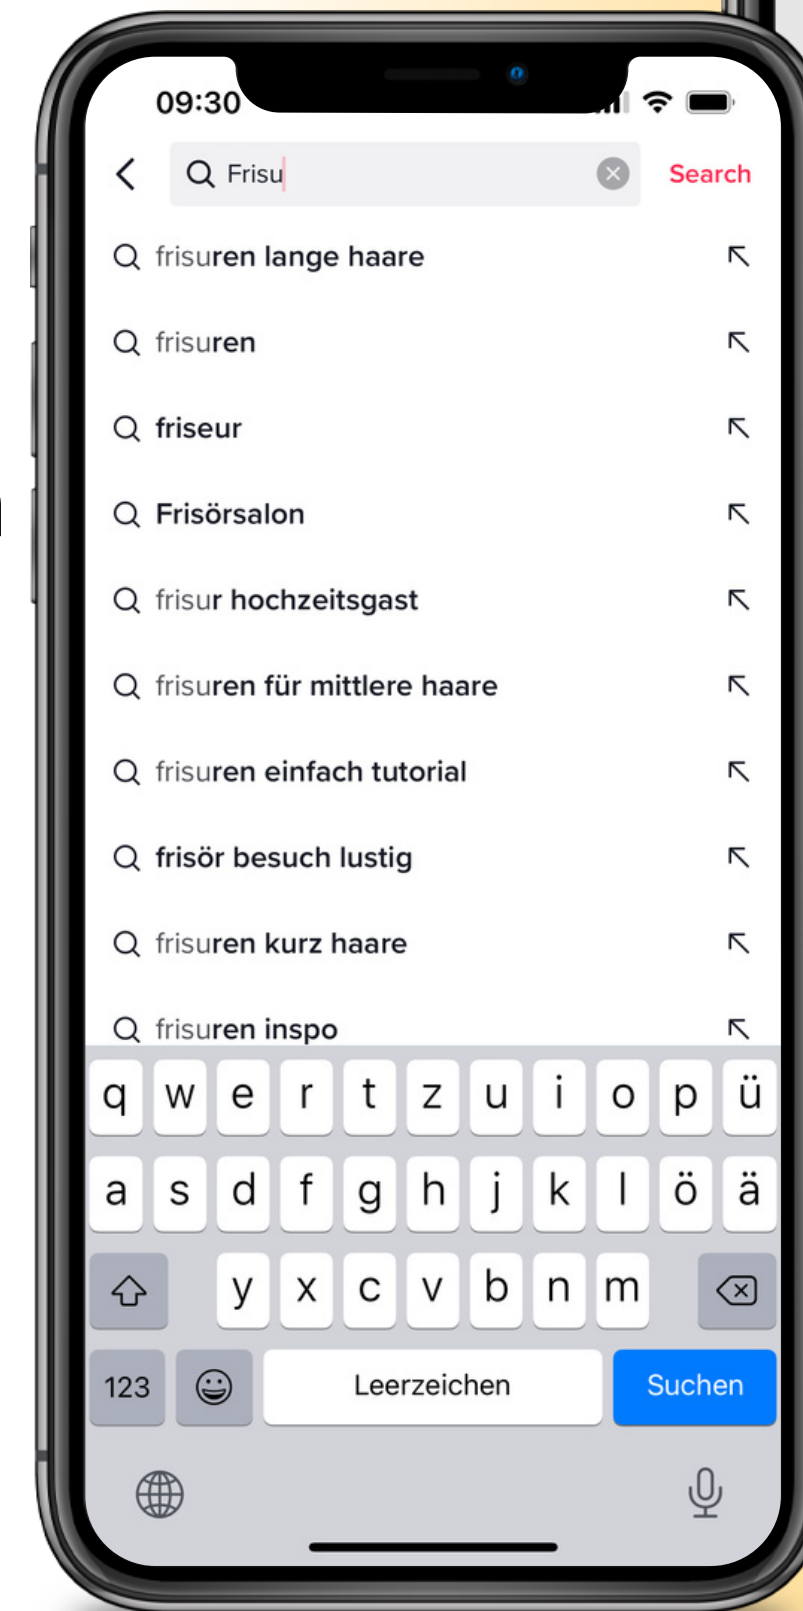 09:30
Frisu
Search
frisuren lange haare
frisuren
friseur
Frisörsalon
frisur hochzeitsgast
frisuren für mittlere haare
frisuren einfach tutorial
frisör besuch lustig
frisuren kurz haare
frisuren inspo
q w e r t z u i o p ü
a s d f g h j k l ö ä
y x c v b n m
123 Leerzeichen Suchen